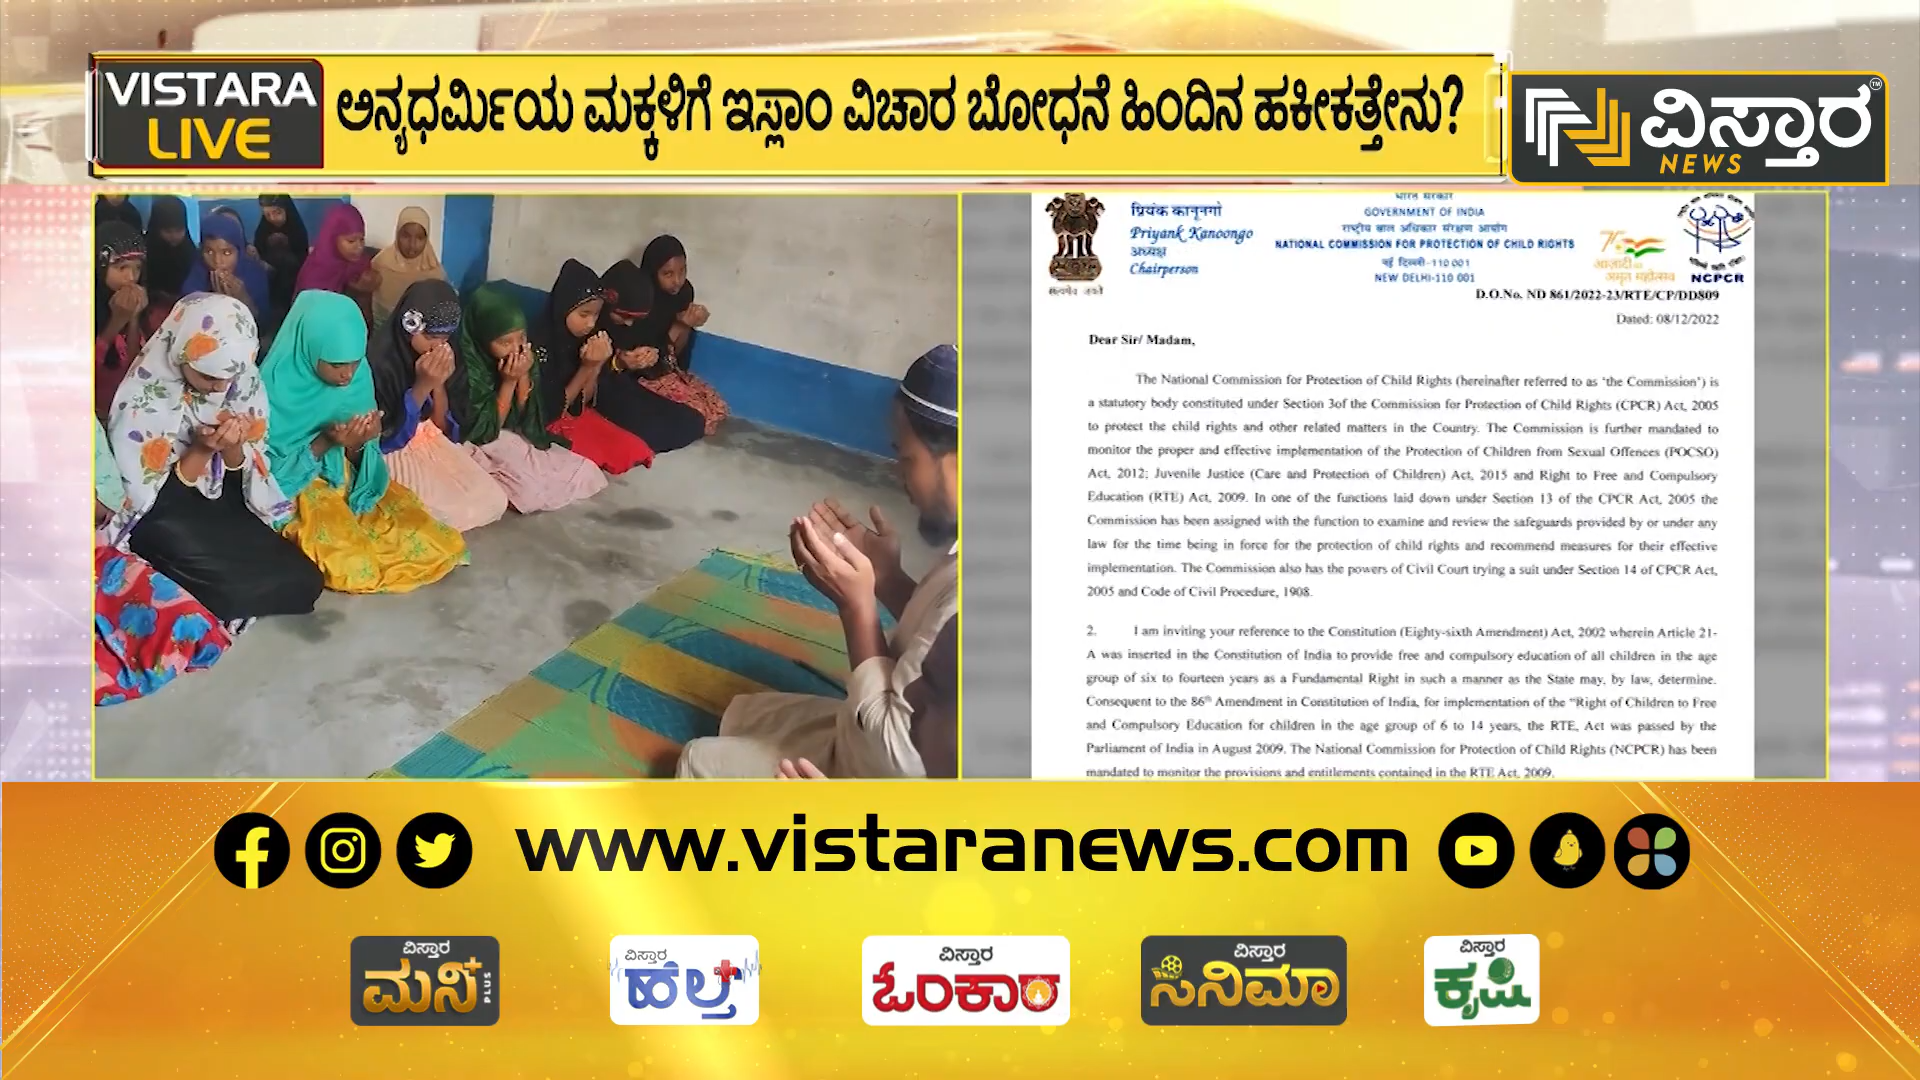 VISTARA
LIVE
ಅನ್ಯಧರ್ಮಿಯ ಮಕ್ಕಳಿಗೆ ಇಸ್ಲಾಂ ವಿಚಾರ ಬೋಧನೆ ಹಿಂದಿನ ಹಕೀಕತ್ತೇನು?
ವಿಸ್ತಾರ™
NEWS
प्रियंक कानूनगो
Priyank Kanoongo
अध्यक्ष
Chairperson
सत्यमेव जयते
भारत सरकार
GOVERNMENT OF INDIA
राष्ट्रीय बाल अधिकार संरक्षण आयोग
NATIONAL COMMISSION FOR PROTECTION OF CHILD RIGHTS
नई दिल्ली-110 001
NEW DELHI-110 001
आज़ादी का
अमृत महोत्सव
NCPCR
D.O.No. ND 861/2022-23/RTE/CP/DD809
Dated: 08/12/2022
Dear Sir/ Madam,
The National Commission for Protection of Child Rights (hereinafter referred to as 'the Commission') is
a statutory body constituted under Section 3of the Commission for Protection of Child Rights (CPCR) Act, 2005
to protect the child rights and other related matters in the Country. The Commission is further mandated to
monitor the proper and effective implementation of the Protection of Children from Sexual Offences (POCSO)
Act, 2012; Juvenile Justice (Care and Protection of Children) Act, 2015 and Right to Free and Compulsory
Education (RTE) Act, 2009. In one of the functions laid down under Section 13 of the CPCR Act, 2005 the
Commission has been assigned with the function to examine and review the safeguards provided by or under any
law for the time being in force for the protection of child rights and recommend measures for their effective
implementation. The Commission also has the powers of Civil Court trying a suit under Section 14 of CPCR Act,
2005 and Code of Civil Procedure, 1908.
2. I am inviting your reference to the Constitution (Eighty-sixth Amendment) Act, 2002 wherein Article 21-
A was inserted in the Constitution of India to provide free and compulsory education of all children in the age
group of six to fourteen years as a Fundamental Right in such a manner as the State may, by law, determine.
Consequent to the 86th Amendment in Constitution of India, for implementation of the "Right of Children to Free
and Compulsory Education for children in the age group of 6 to 14 years, the RTE, Act was passed by the
Parliament of India in August 2009. The National Commission for Protection of Child Rights (NCPCR) has been
mandated to monitor the provisions and entitlements contained in the RTE Act, 2009.
www.vistaranews.com
ವಿಸ್ತಾರ
ಮನಿ+
PLUS
ವಿಸ್ತಾರ
ಹೆಲ್ತ್
ವಿಸ್ತಾರ
ಓಂಕಾರ
ವಿಸ್ತಾರ
ಸಿನಿಮಾ
ವಿಸ್ತಾರ
ಕೃಷಿ